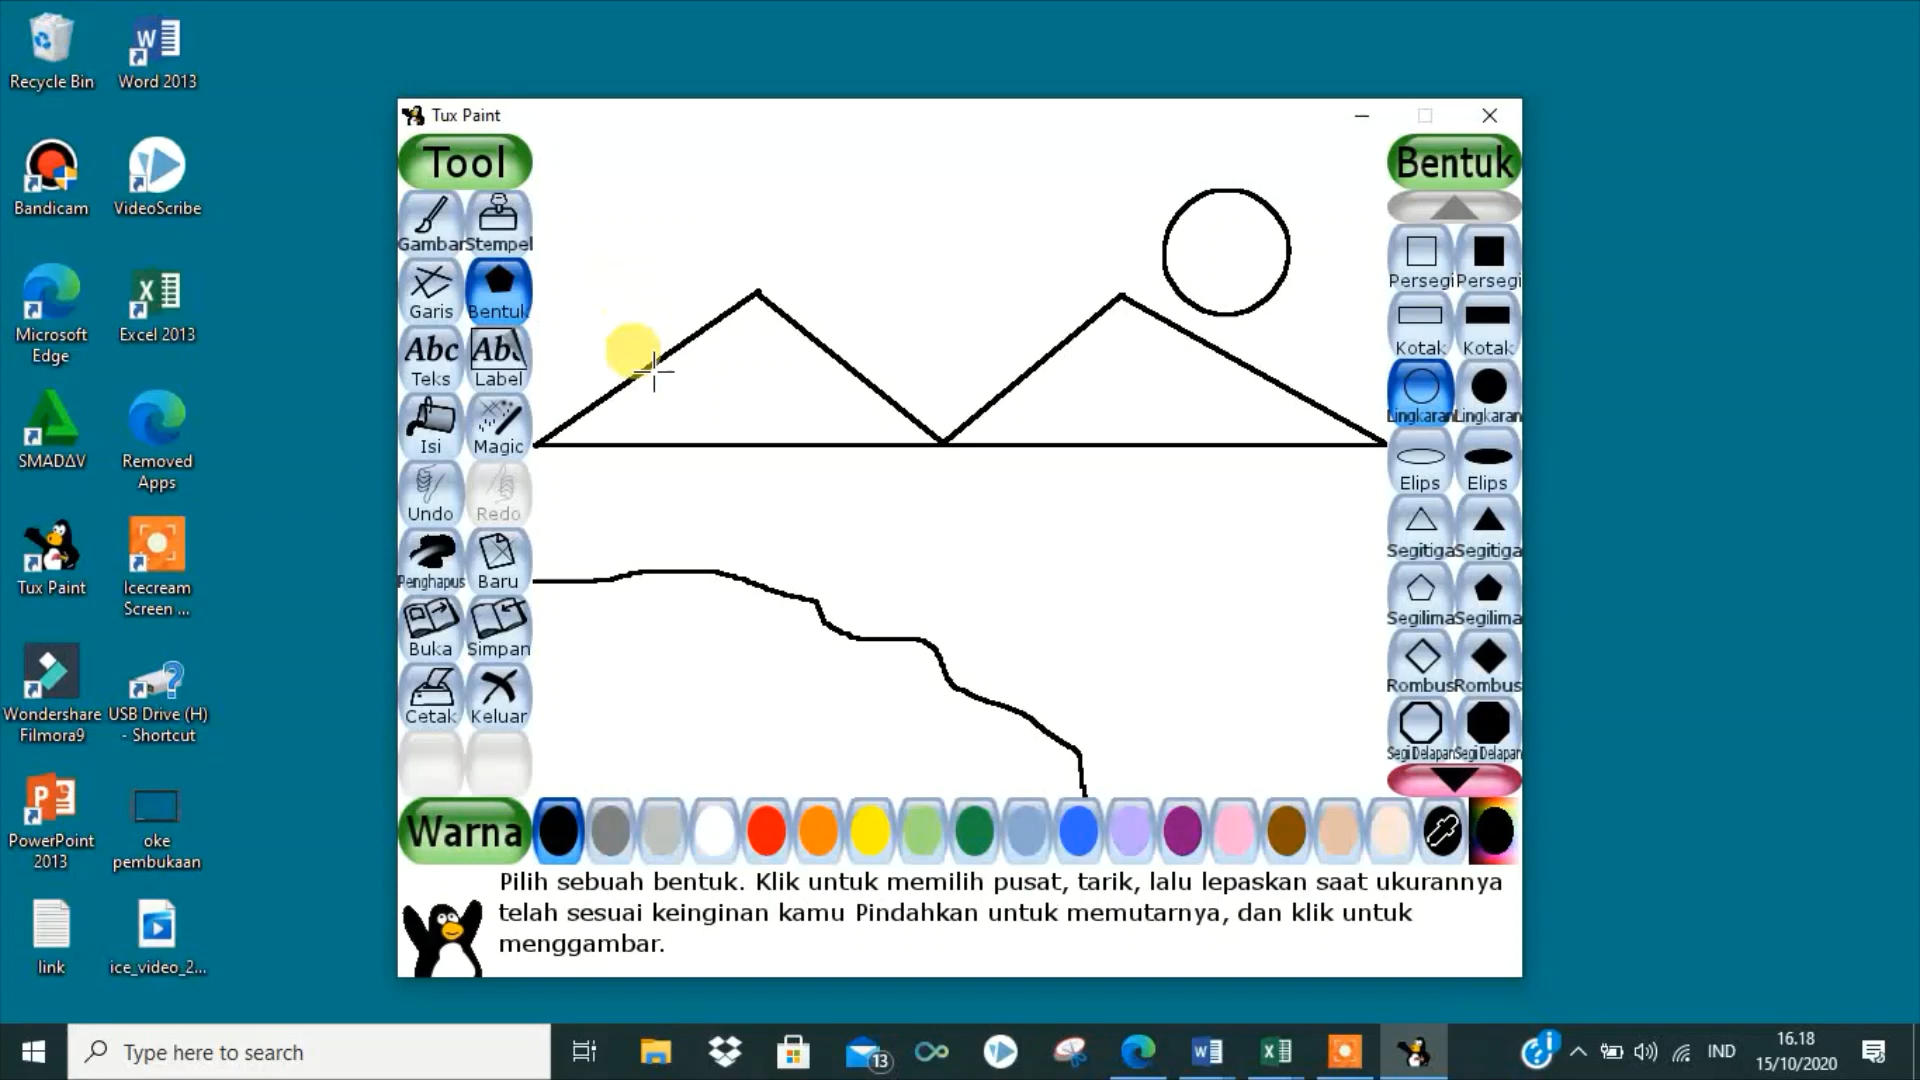 Recycle Bin
Word 2013
Bandicam
VideoScribe
Microsoft
Edge
Excel 2013
SMADΔV
Removed
Apps
Tux Paint
Icecream
Screen ...
Wondershare
Filmora9
USB Drive (H)
- Shortcut
PowerPoint
2013
oke
pembukaan
link
ice_video_2...
Tux Paint
Tool
Gambar
Stempel
Garis
Bentuk
Abc
Teks
Abc
Label
Isi
Magic
Undo
Redo
Penghapus
Baru
Buka
Simpan
Cetak
Keluar
Bentuk
Persegi
Persegi
Kotak
Kotak
Lingkaran
Lingkaran
Elips
Elips
Segitiga
Segitiga
Segilima
Segilima
Rombus
Rombus
Segi Delapan
Segi Delapan
Warna
Pilih sebuah bentuk. Klik untuk memilih pusat, tarik, lalu lepaskan saat ukurannya
telah sesuai keinginan kamu Pindahkan untuk memutarnya, dan klik untuk
menggambar.
Type here to search
13
IND
16.18
15/10/2020